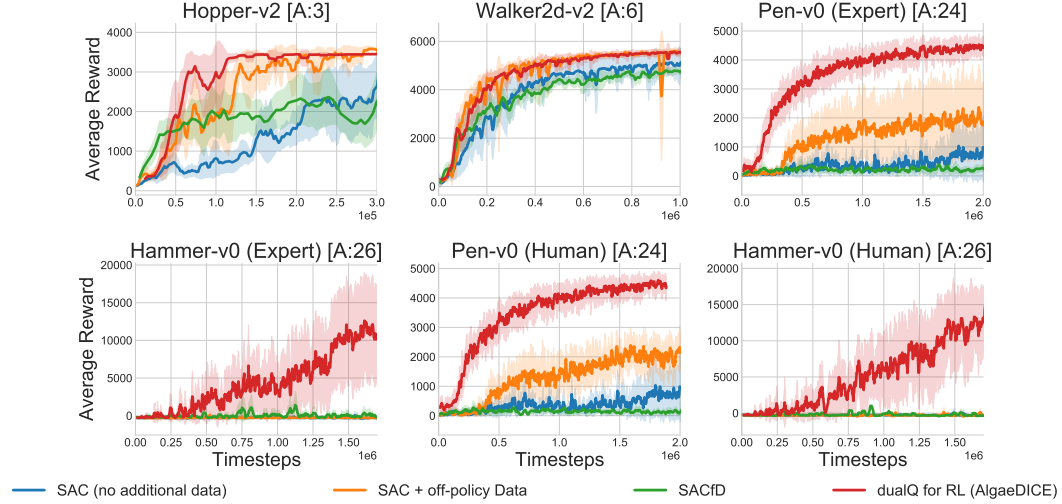 Hopper-v2 [A:3]
Walker2d-v2 [A:6]
Pen-v0 (Expert) [A:24]
Average Reward
4000
3000
2000
1000
0
0.0 0.5 1.0 1.5 2.0 2.5 3.0
1e5
6000
4000
2000
0
0.0 0.2 0.4 0.6 0.8 1.0
1e6
5000
4000
3000
2000
1000
0
0.0 0.5 1.0 1.5 2.0
1e6
Hammer-v0 (Expert) [A:26]
Pen-v0 (Human) [A:24]
Hammer-v0 (Human) [A:26]
Average Reward
20000
15000
10000
5000
0
0.00 0.25 0.50 0.75 1.00 1.25 1.50
1e6
Timesteps
5000
4000
3000
2000
1000
0
0.0 0.5 1.0 1.5 2.0
1e6
Timesteps
20000
15000
10000
5000
0
0.00 0.25 0.50 0.75 1.00 1.25 1.50
1e6
Timesteps
SAC (no additional data)
SAC + off-policy Data
SACfD
dualQ for RL (AlgaeDICE)